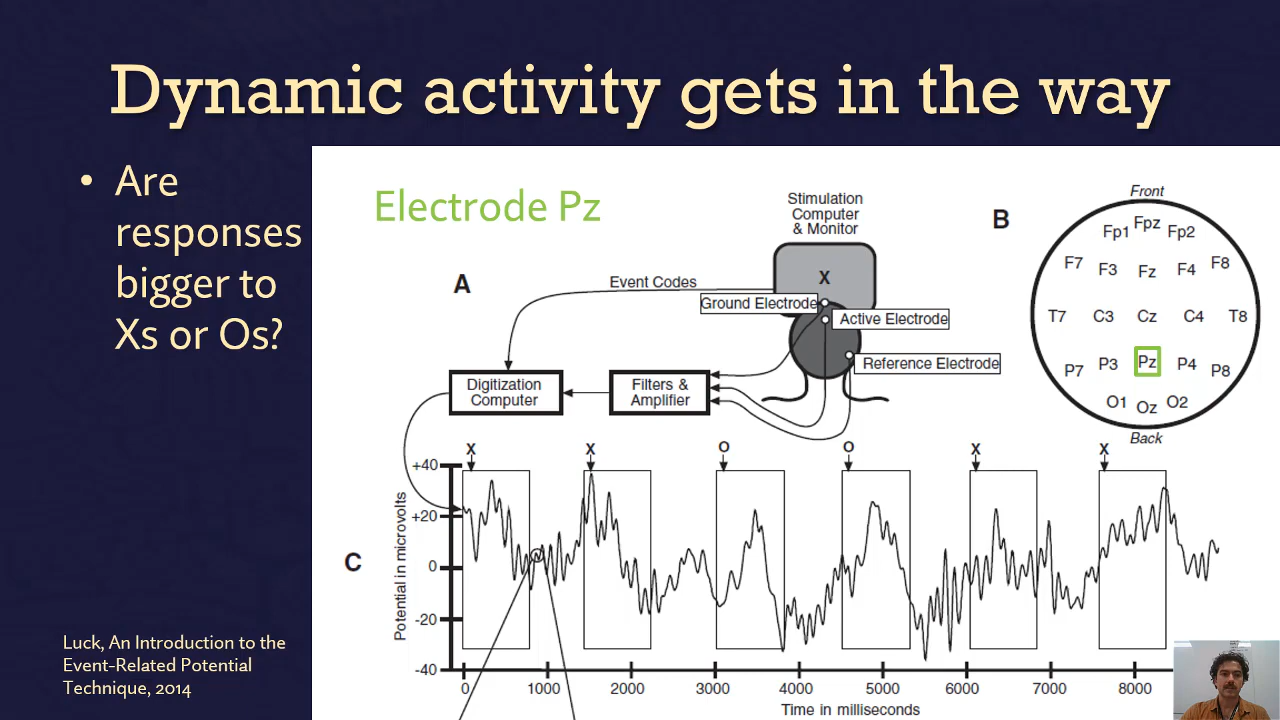 Dynamic activity gets in the way
• Are
responses
bigger to
Xs or Os?
Luck, An Introduction to the
Event-Related Potential
Technique, 2014
Electrode Pz
A
Stimulation
Computer
& Monitor
X
Event Codes
Ground Electrode
Active Electrode
Reference Electrode
Digitization
Computer
Filters &
Amplifier
B
Front
Fp1 Fpz Fp2
F7 F3 Fz F4 F8
T7 C3 Cz C4 T8
P7 P3 Pz P4 P8
O1 Oz O2
Back
C
X X O O X X
Potential in microvolts
+40
+20
0
-20
-40
0 1000 2000 3000 4000 5000 6000 7000 8000
Time in milliseconds